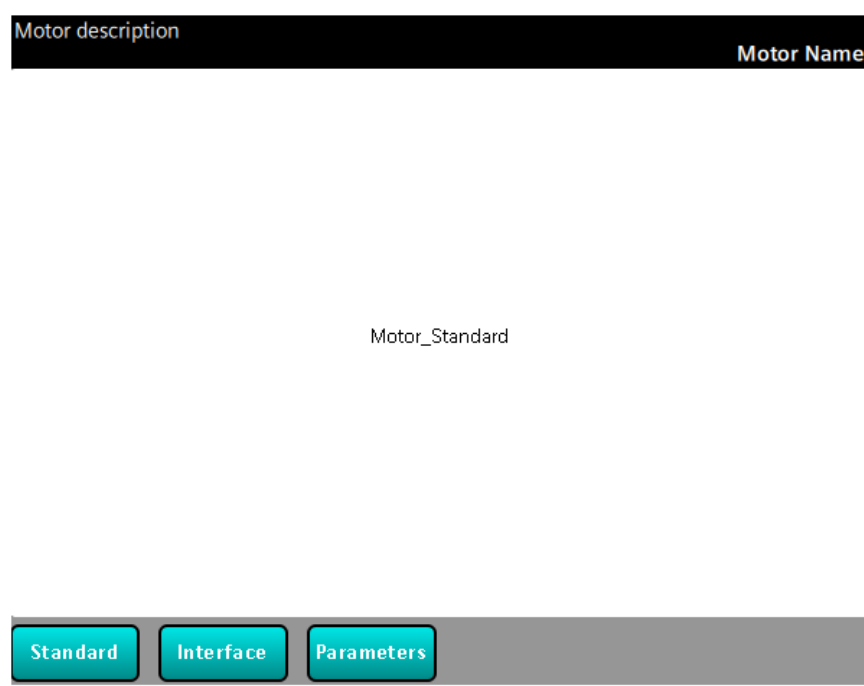 Motor description
Motor Name
Motor_Standard
Standard
Interface
Parameters